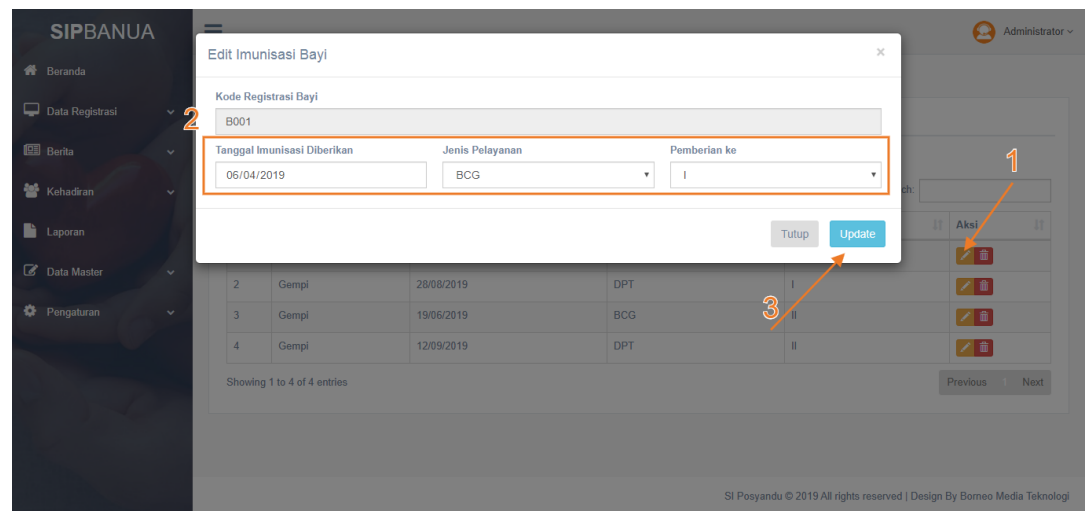 SIPBANUA
Administrator
Beranda
Data Registrasi
Berita
Kehadiran
Laporan
Data Master
Pengaturan
Edit Imunisasi Bayi ×
Kode Registrasi Bayi
2
B001
Tanggal Imunisasi Diberikan Jenis Pelayanan Pemberian ke
06/04/2019 BCG I
Tutup Update
1
ch:
Aksi
2 Gempi 28/08/2019 DPT I
3 Gempi 19/06/2019 BCG II
4 Gempi 12/09/2019 DPT II
3
Showing 1 to 4 of 4 entries
Previous 1 Next
SI Posyandu © 2019 All rights reserved | Design By Borneo Media Teknologi